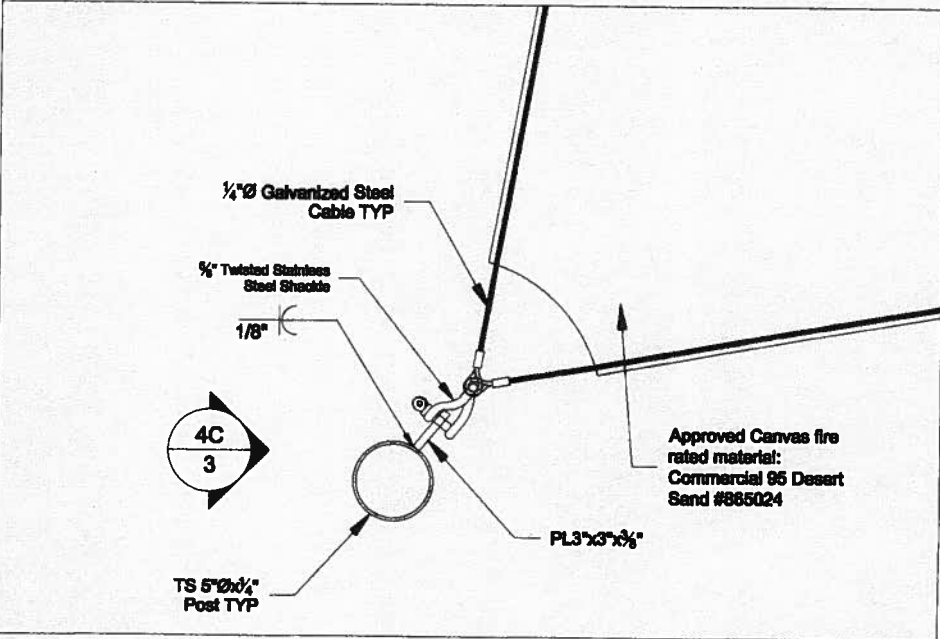 ¼"Ø Galvanized Steel
Cable TYP
⅝" Twisted Stainless
Steel Shackle
1/8"
4C
3
Approved Canvas fire
rated material:
Commercial 95 Desert
Sand #865024
PL3"x3"x⅜"
TS 5"Øx¼"
Post TYP